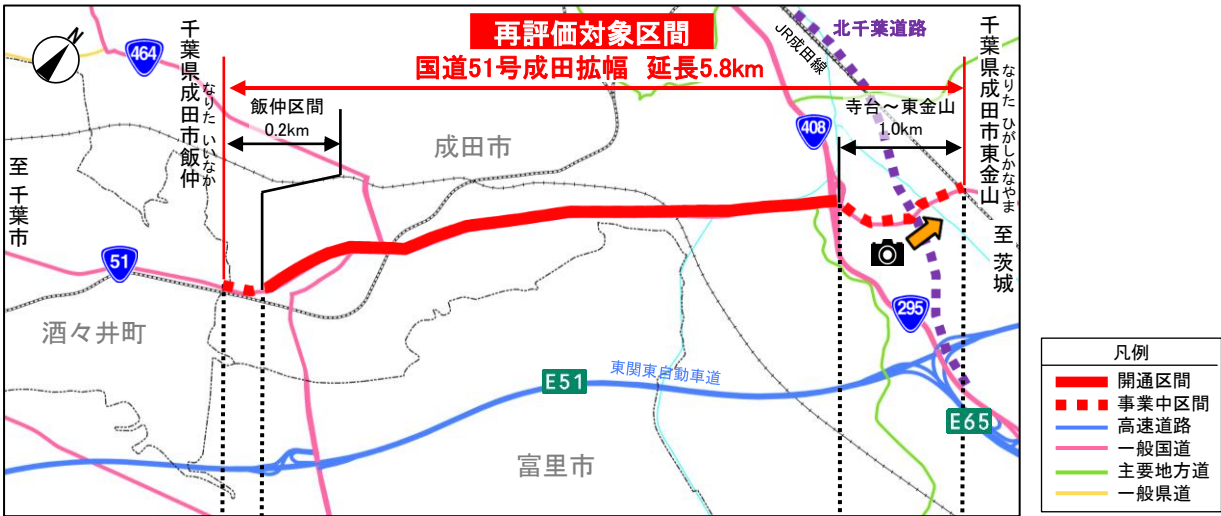 再評価対象区間
国道51号成田拡幅 延長5.8km
N
464
千葉県成田市飯仲
なりた いいなか
飯仲区間
0.2km
成田市
JR成田線
北千葉道路
408
寺台～東金山
1.0km
千葉県成田市東金山
なりた ひがしかなやま
至 千葉市
至 茨城
51
酒々井町
295
東関東自動車道
E51
E65
富里市
凡例
開通区間
事業中区間
高速道路
一般国道
主要地方道
一般県道